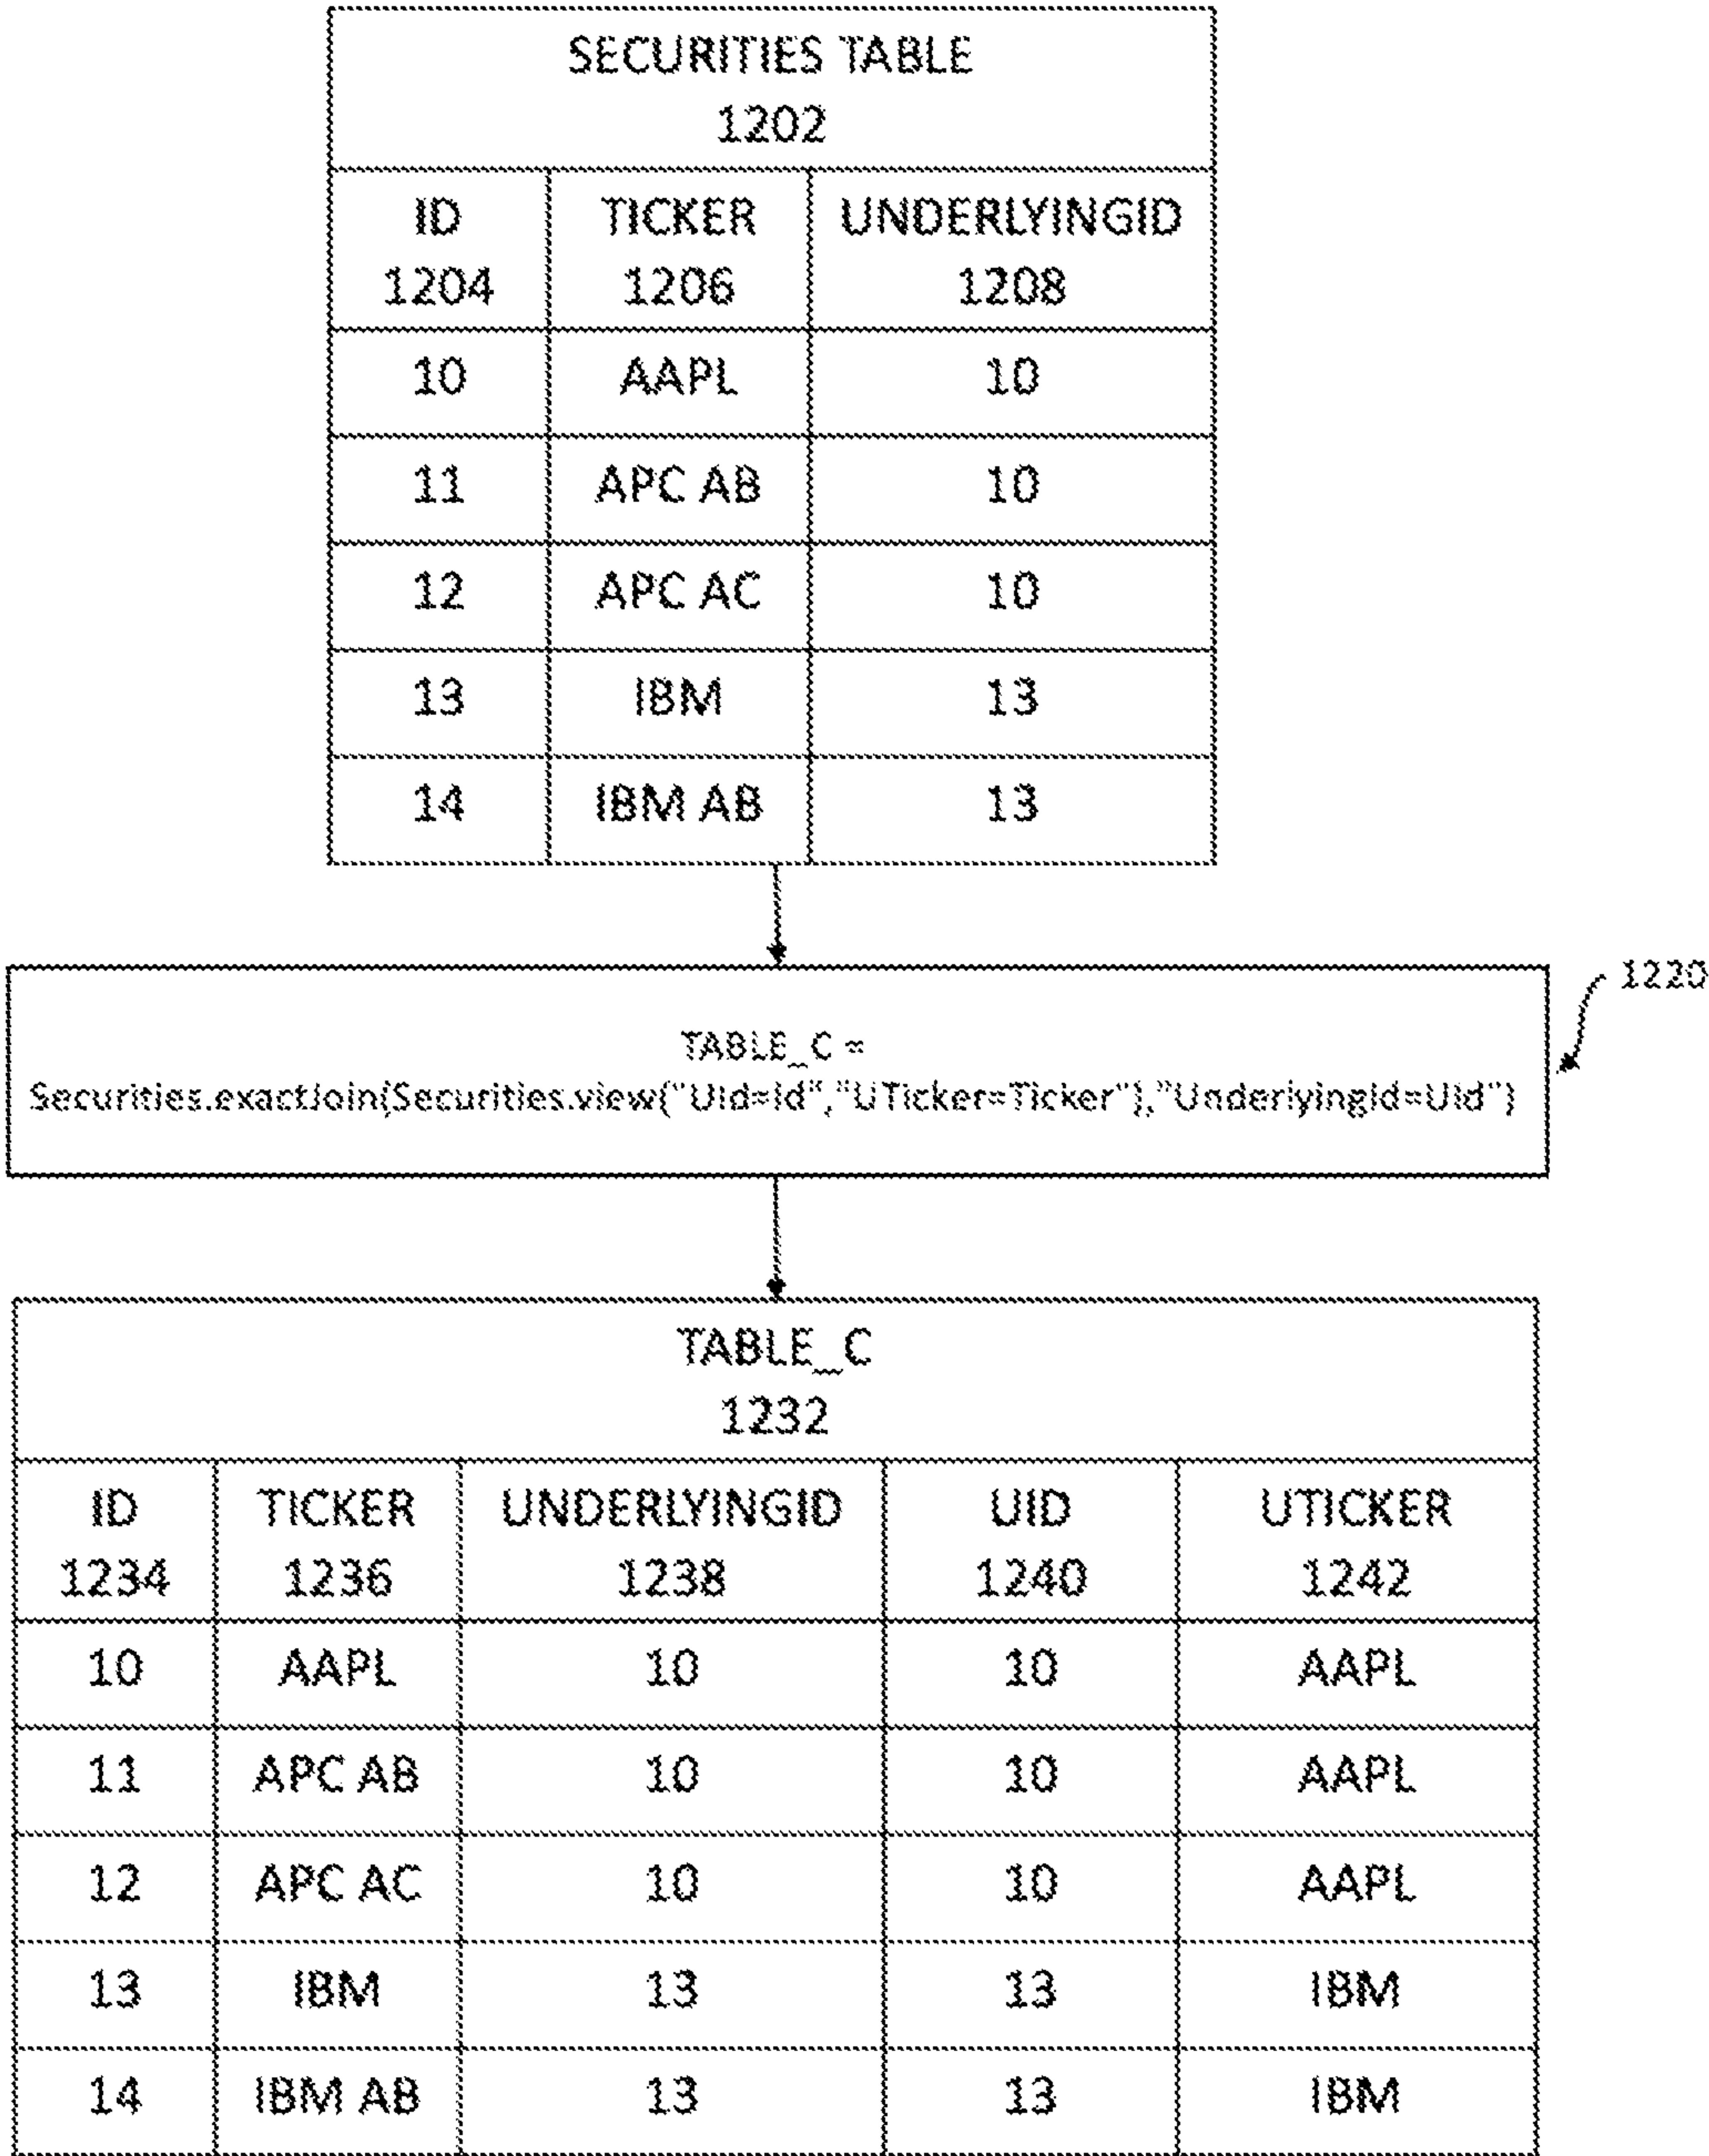 SECURITIES TABLE
1202
ID TICKER UNDERLYINGID
1204 1206 1208
10 AAPL 10
11 APC AB 10
12 APC AC 10
13 IBM 13
14 IBM AB 13
1220
TABLE_C =
Securities.exactJoin(Securities.view("Uid=Id","UTicker=Ticker"),"UnderlyingId=UId")
TABLE_C
1232
ID TICKER UNDERLYINGID UID UTICKER
1234 1236 1238 1240 1242
10 AAPL 10 10 AAPL
11 APC AB 10 10 AAPL
12 APC AC 10 10 AAPL
13 IBM 13 13 IBM
14 IBM AB 13 13 IBM